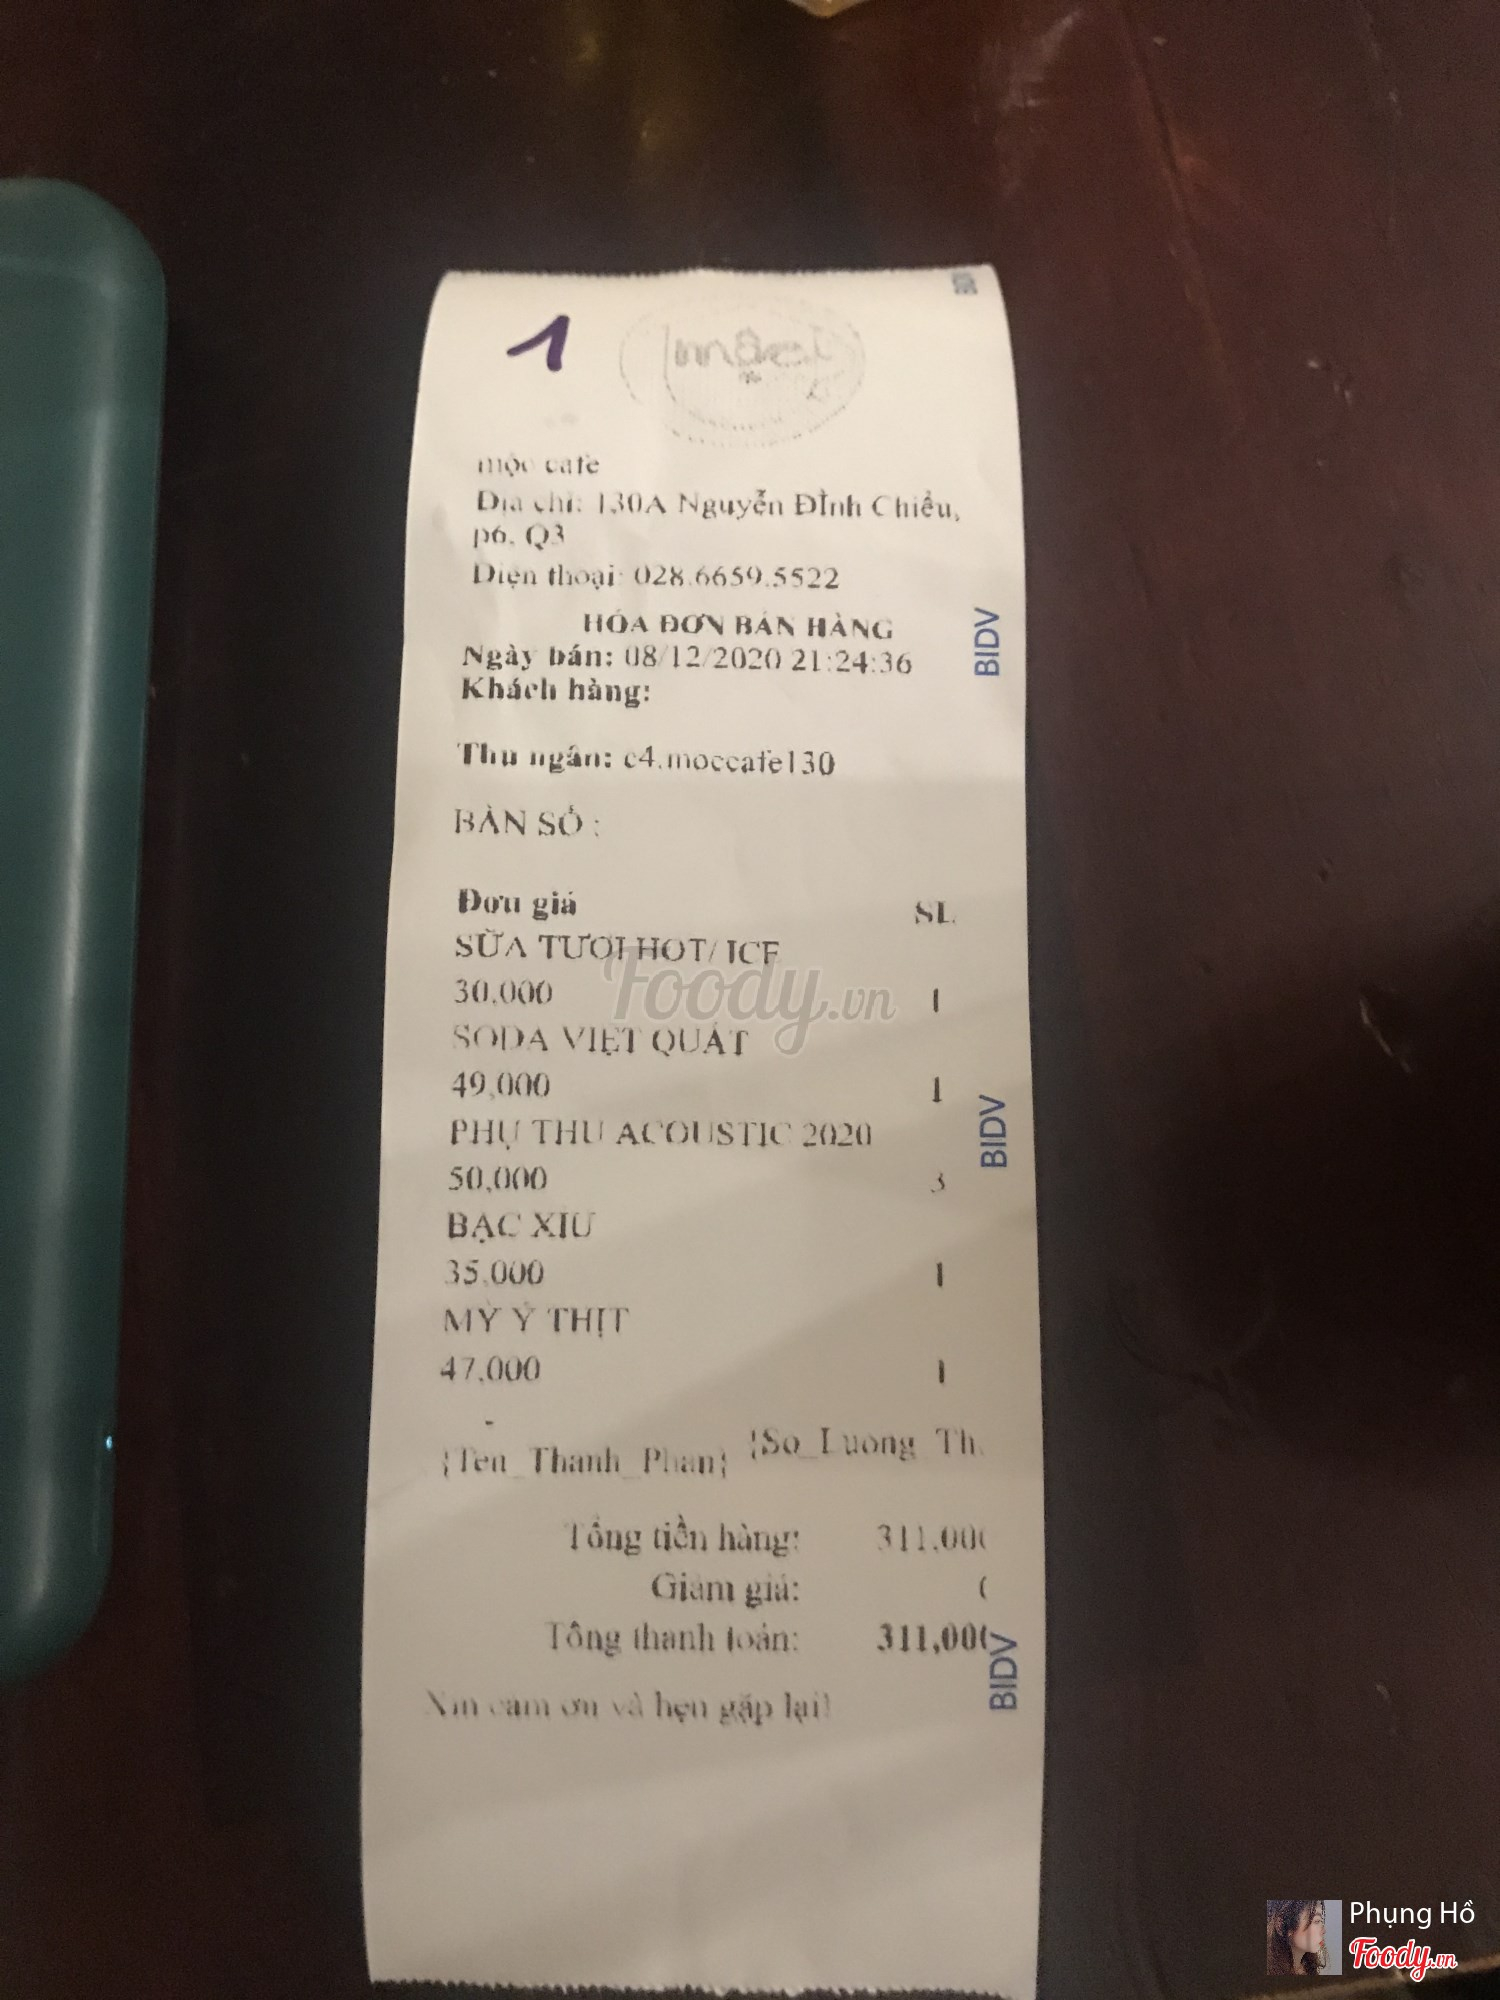 1
mộc
mộc cafe
Địa chỉ: 130A Nguyễn ĐÌnh Chiểu,
p6, Q3
Điện thoại: 028.6659.5522
HÓA ĐƠN BÁN HÀNG
Ngày bán: 08/12/2020 21:24:36
Khách hàng:
Thu ngân: c4.moccafe130
BÀN SỐ :
Đơn giá SL
SỮA TƯƠI HOT/ ICE
30,000 1
SODA VIỆT QUẤT
49,000 1
PHỤ THU ACOUSTIC 2020
50,000 3
BẠC XỈU
35,000 1
MỲ Ý THỊT
47,000 1
-
{Ten_Thanh_Phan} {So_Luong_Th
Tổng tiền hàng: 311,000
Giảm giá: 0
Tổng thanh toán: 311,000
Xin cảm ơn và hẹn gặp lại!
BIDV
BIDV
BIDV
Foody.vn
Phụng Hồ
Foody.vn